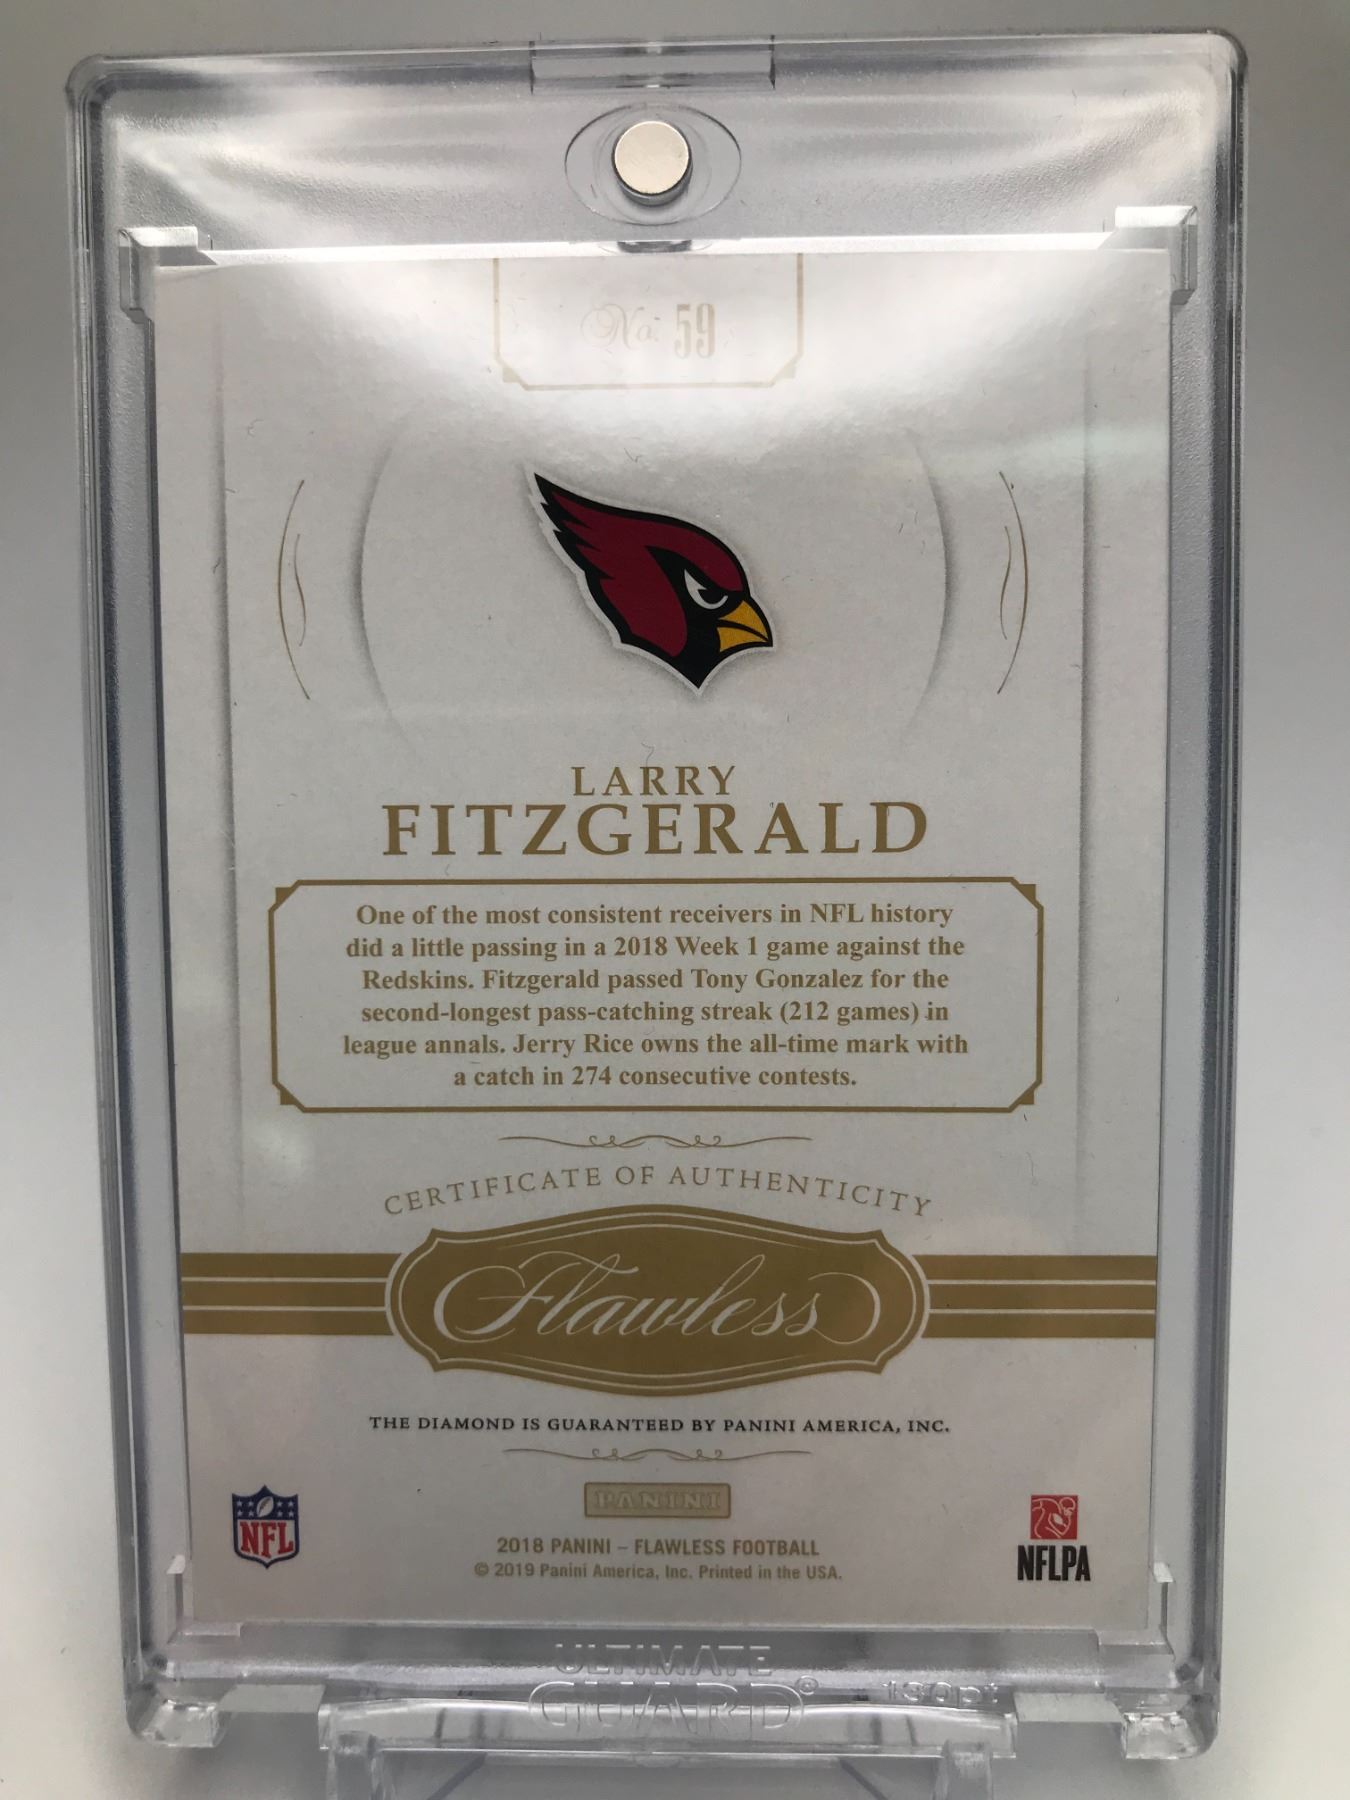 No. 59
LARRY
FITZGERALD
One of the most consistent receivers in NFL history
did a little passing in a 2018 Week 1 game against the
Redskins. Fitzgerald passed Tony Gonzalez for the
second-longest pass-catching streak (212 games) in
league annals. Jerry Rice owns the all-time mark with
a catch in 274 consecutive contests.
CERTIFICATE OF AUTHENTICITY
Flawless
THE DIAMOND IS GUARANTEED BY PANINI AMERICA, INC.
PANINI
NFL
2018 PANINI – FLAWLESS FOOTBALL
© 2019 Panini America, Inc. Printed in the USA.
NFLPA
ULTIMATE
GUARD® 130pt